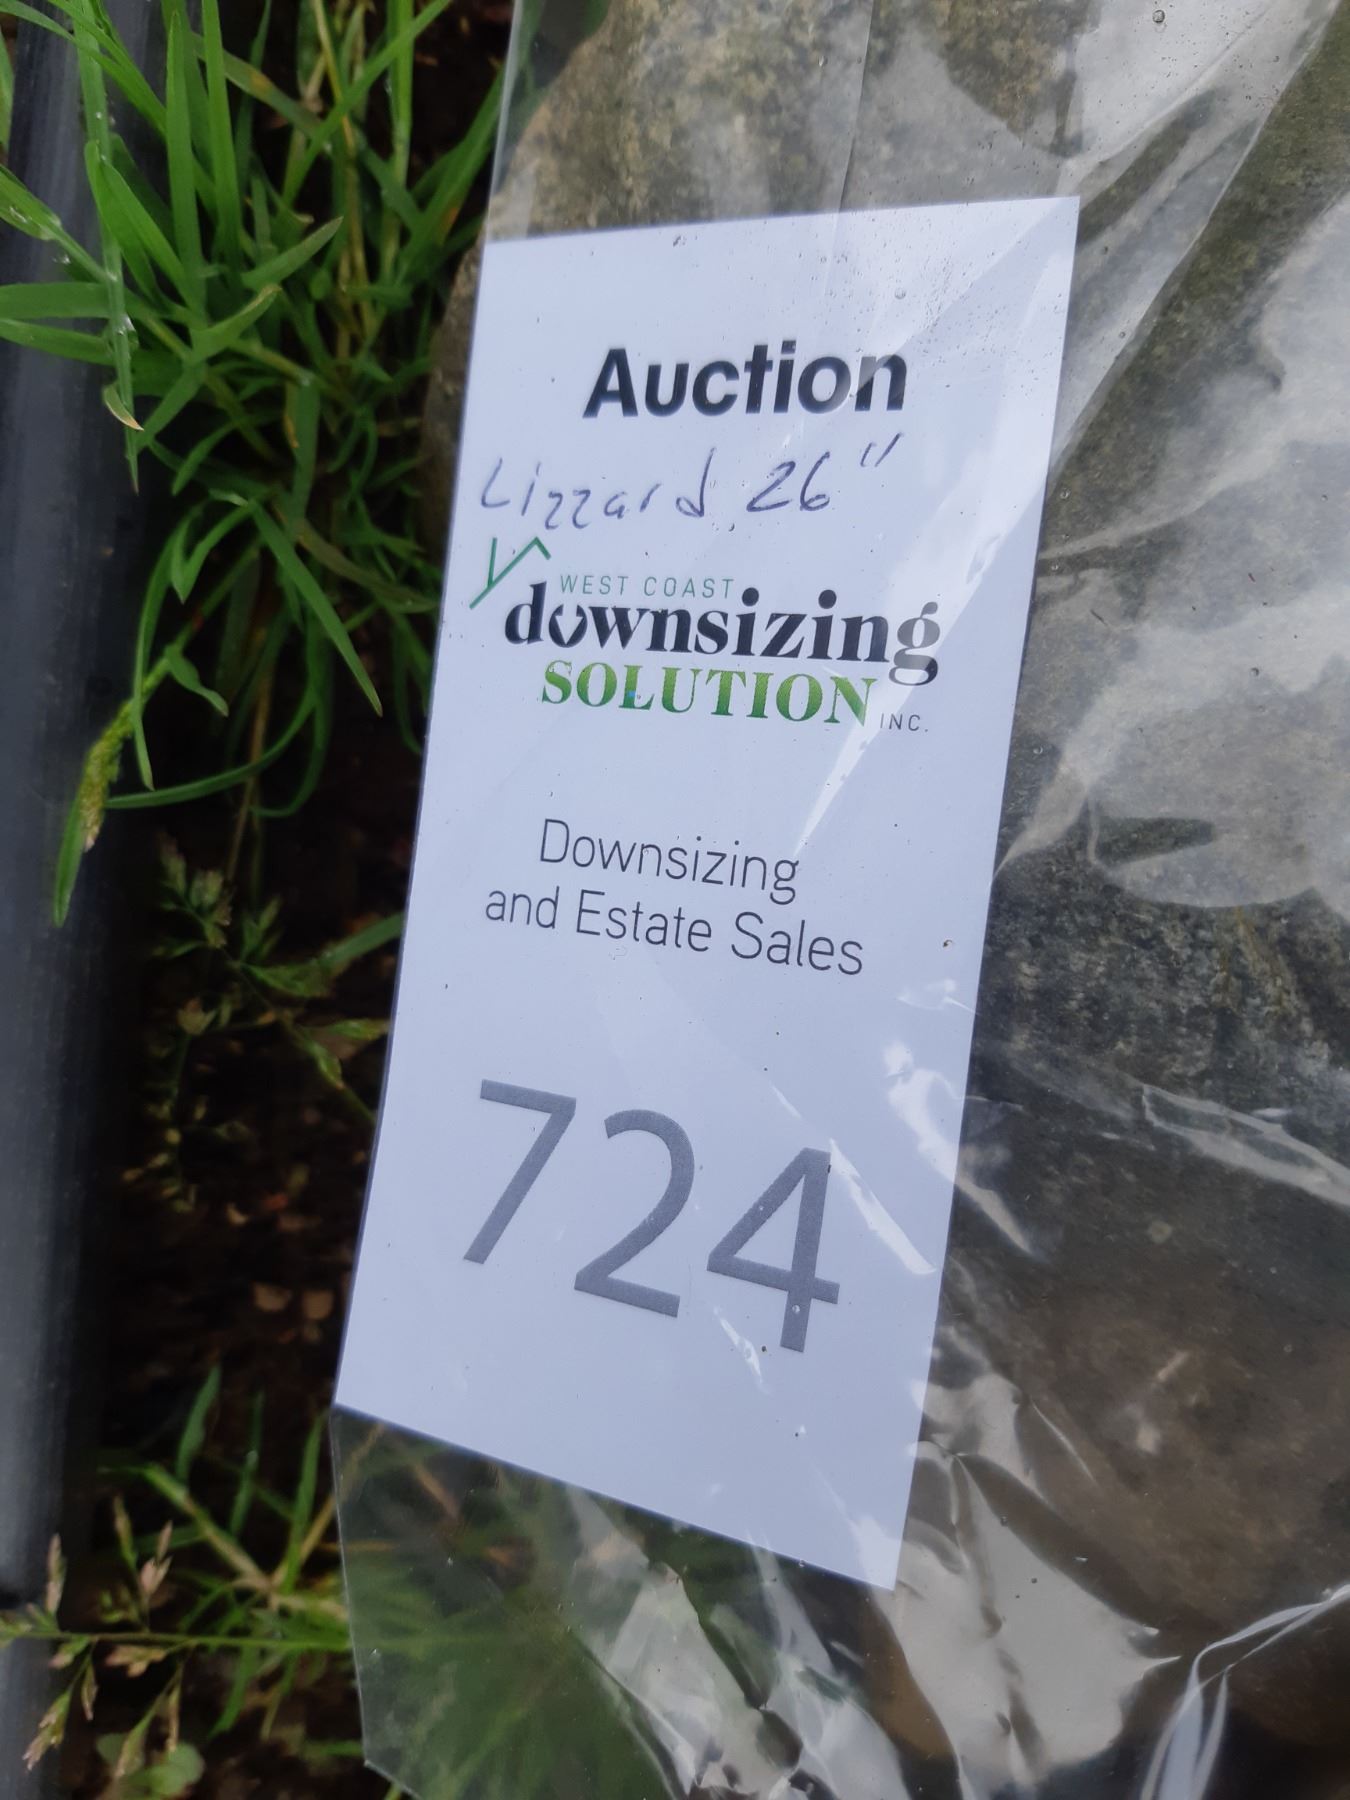 Auction
Lizzard 26"
WEST COAST
downsizing
SOLUTION INC.
Downsizing
and Estate Sales
724